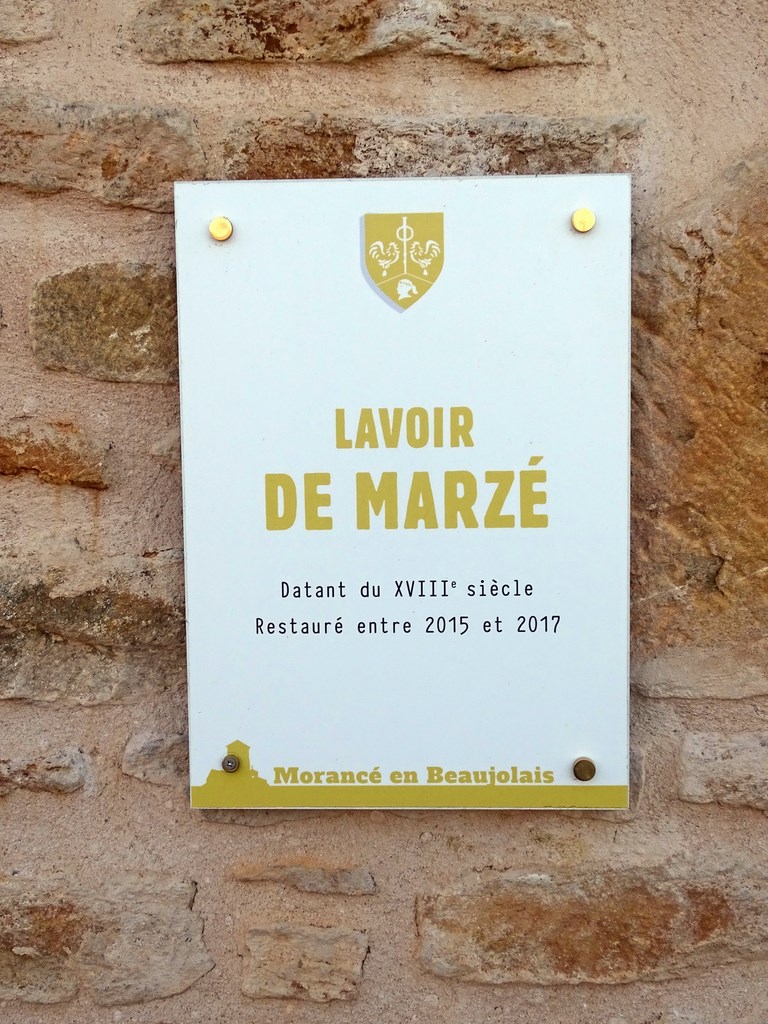 LAVOIR
DE MARZÉ
Datant du XVIIIᵉ siècle
Restauré entre 2015 et 2017
Morancé en Beaujolais